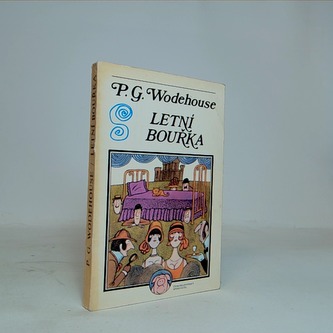 P. G. Wodehouse
LETNÍ
BOUŘKA
P. G. WODEHOUSE LETNÍ BOUŘKA